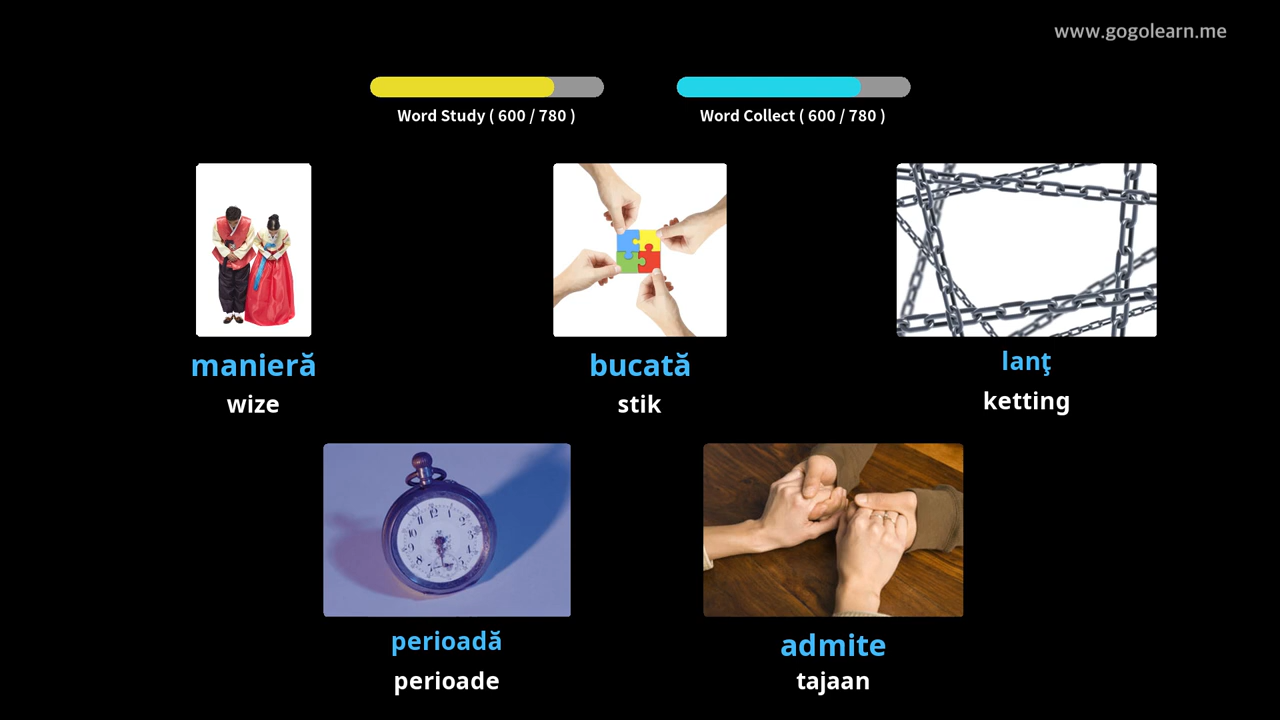 www.gogolearn.me
Word Study ( 600 / 780 )
Word Collect ( 600 / 780 )
manieră
wize
bucată
stik
lanţ
ketting
perioadă
perioade
admite
tajaan